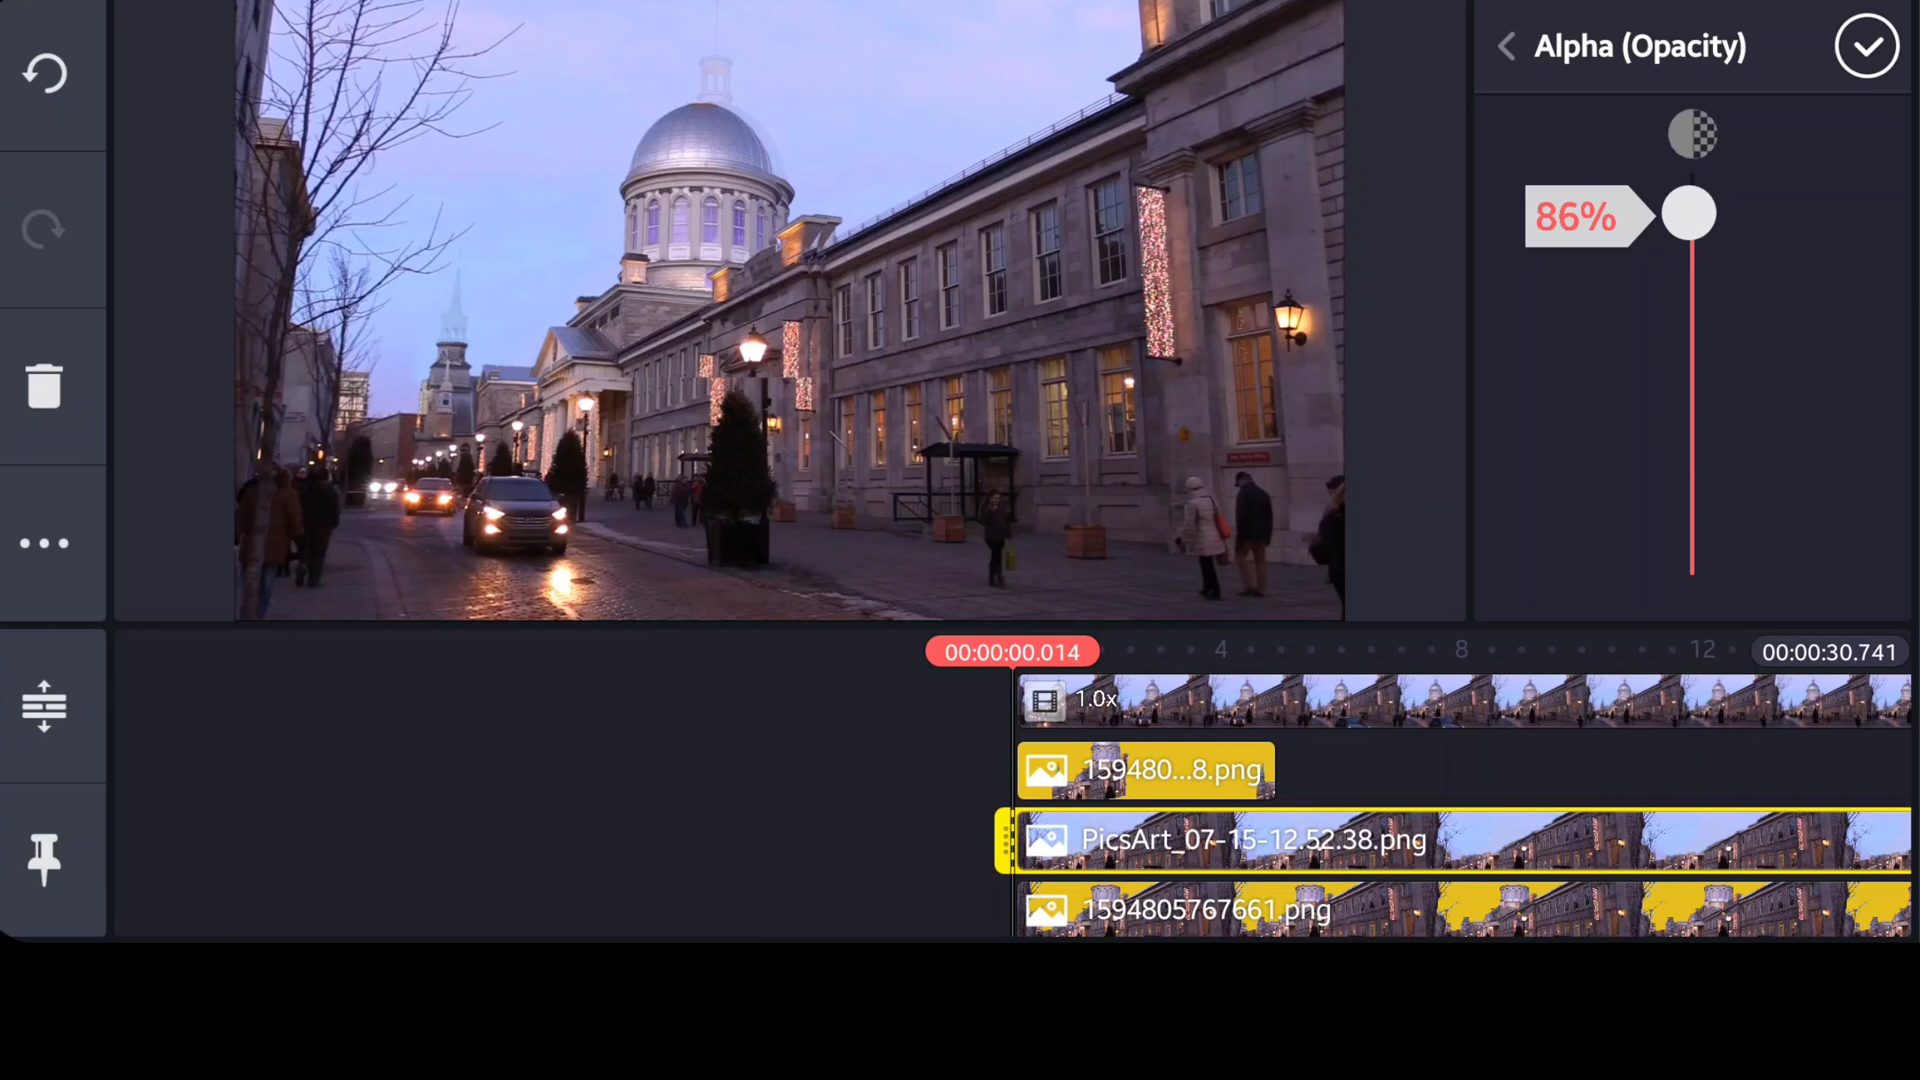 Alpha (Opacity)
86%
00:00:00.014
4
8
12
00:00:30.741
1.0x
159480...8.png
PicsArt_07-15-12.52.38.png
1594805767661.png